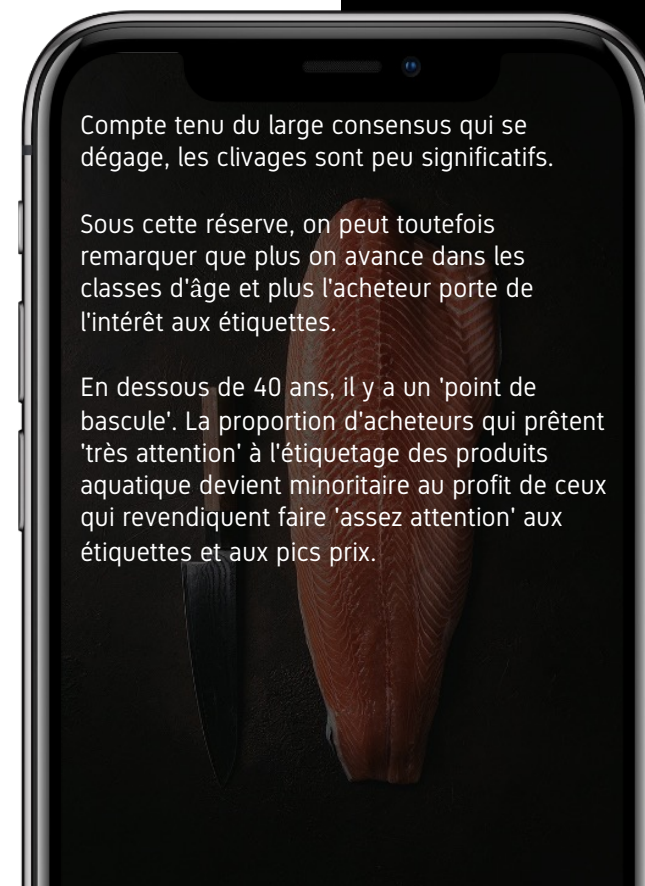 Compte tenu du large consensus qui se
dégage, les clivages sont peu significatifs.
Sous cette réserve, on peut toutefois
remarquer que plus on avance dans les
classes d'âge et plus l'acheteur porte de
l'intérêt aux étiquettes.
En dessous de 40 ans, il y a un 'point de
bascule'. La proportion d'acheteurs qui prêtent
'très attention' à l'étiquetage des produits
aquatique devient minoritaire au profit de ceux
qui revendiquent faire 'assez attention' aux
étiquettes et aux pics prix.